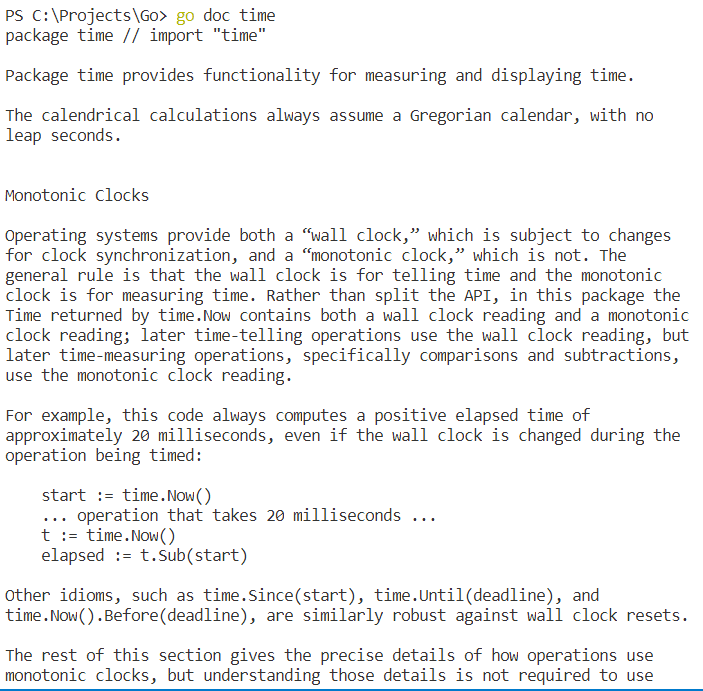 PS C:\Projects\Go> go doc time
package time // import "time"
Package time provides functionality for measuring and displaying time.
The calendrical calculations always assume a Gregorian calendar, with no
leap seconds.
Monotonic Clocks
Operating systems provide both a “wall clock,” which is subject to changes
for clock synchronization, and a “monotonic clock,” which is not. The
general rule is that the wall clock is for telling time and the monotonic
clock is for measuring time. Rather than split the API, in this package the
Time returned by time.Now contains both a wall clock reading and a monotonic
clock reading; later time-telling operations use the wall clock reading, but
later time-measuring operations, specifically comparisons and subtractions,
use the monotonic clock reading.
For example, this code always computes a positive elapsed time of
approximately 20 milliseconds, even if the wall clock is changed during the
operation being timed:
start := time.Now()
... operation that takes 20 milliseconds ...
t := time.Now()
elapsed := t.Sub(start)
Other idioms, such as time.Since(start), time.Until(deadline), and
time.Now().Before(deadline), are similarly robust against wall clock resets.
The rest of this section gives the precise details of how operations use
monotonic clocks, but understanding those details is not required to use